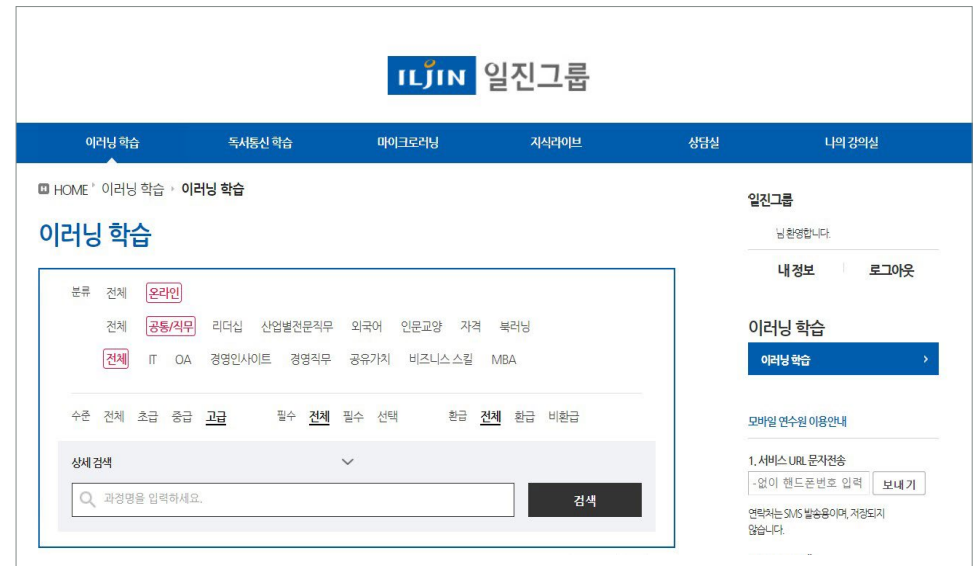 ILJIN 일진그룹
이러닝 학습 독서통신 학습 마이크로러닝 지식라이브 상담실 나의 강의실
H HOME 이러닝 학습 이러닝 학습
이러닝 학습
분류 전체 온라인
전체 공통/직무 리더십 산업별전문직무 외국어 인문교양 자격 북러닝
전체 IT OA 경영인사이트 경영직무 공유가치 비즈니스 스킬 MBA
수준 전체 초급 중급 고급 필수 전체 필수 선택 환급 전체 환급 비환급
상세 검색
과정명을 입력하세요. 검색
일진그룹
님 환영합니다.
내 정보 로그아웃
이러닝 학습
이러닝 학습
모바일 연수원 이용안내
1. 서비스 URL 문자전송
-없이 핸드폰번호 입력 보내기
연락처는 SMS 발송용이며, 저장되지
않습니다.